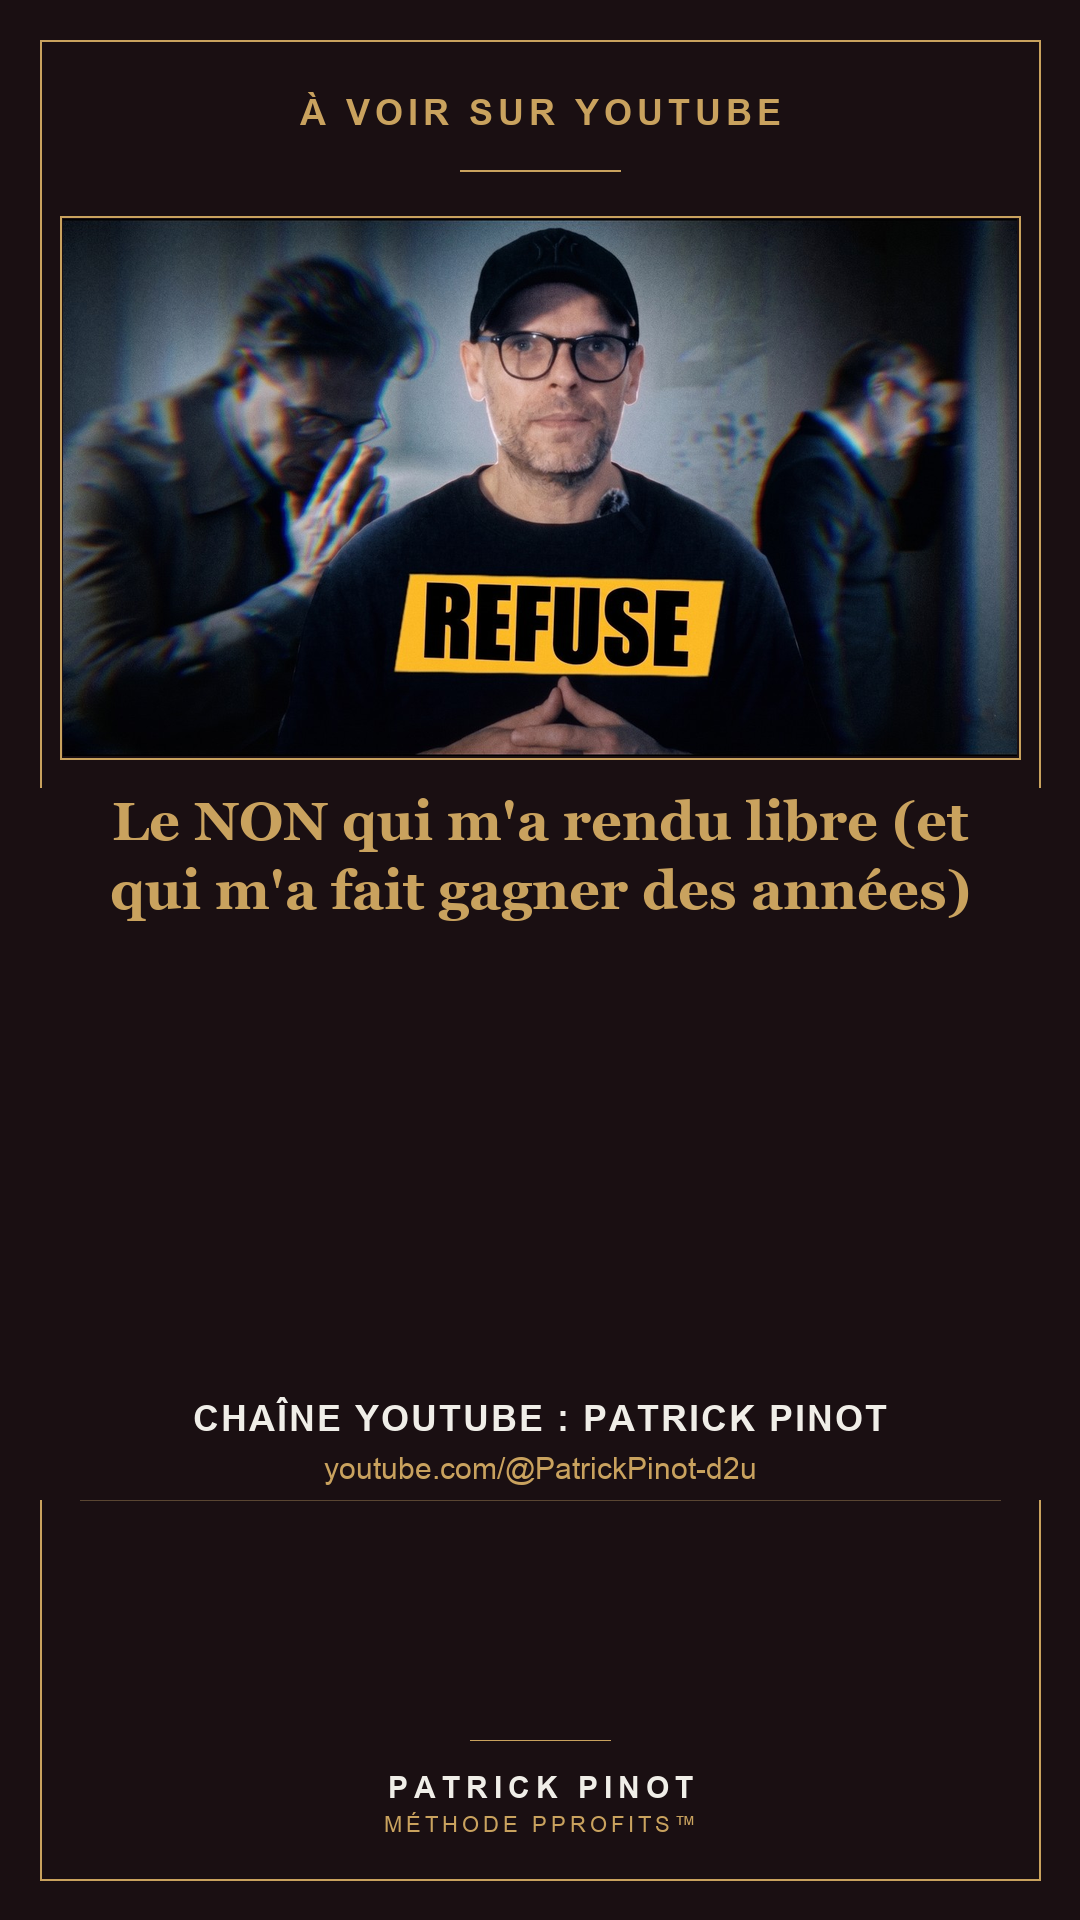 À VOIR SUR YOUTUBE
REFUSE
Le NON qui m'a rendu libre (et
qui m'a fait gagner des années)
CHAÎNE YOUTUBE : PATRICK PINOT
youtube.com/@PatrickPinot-d2u
PATRICK PINOT
MÉTHODE PPROFITS™